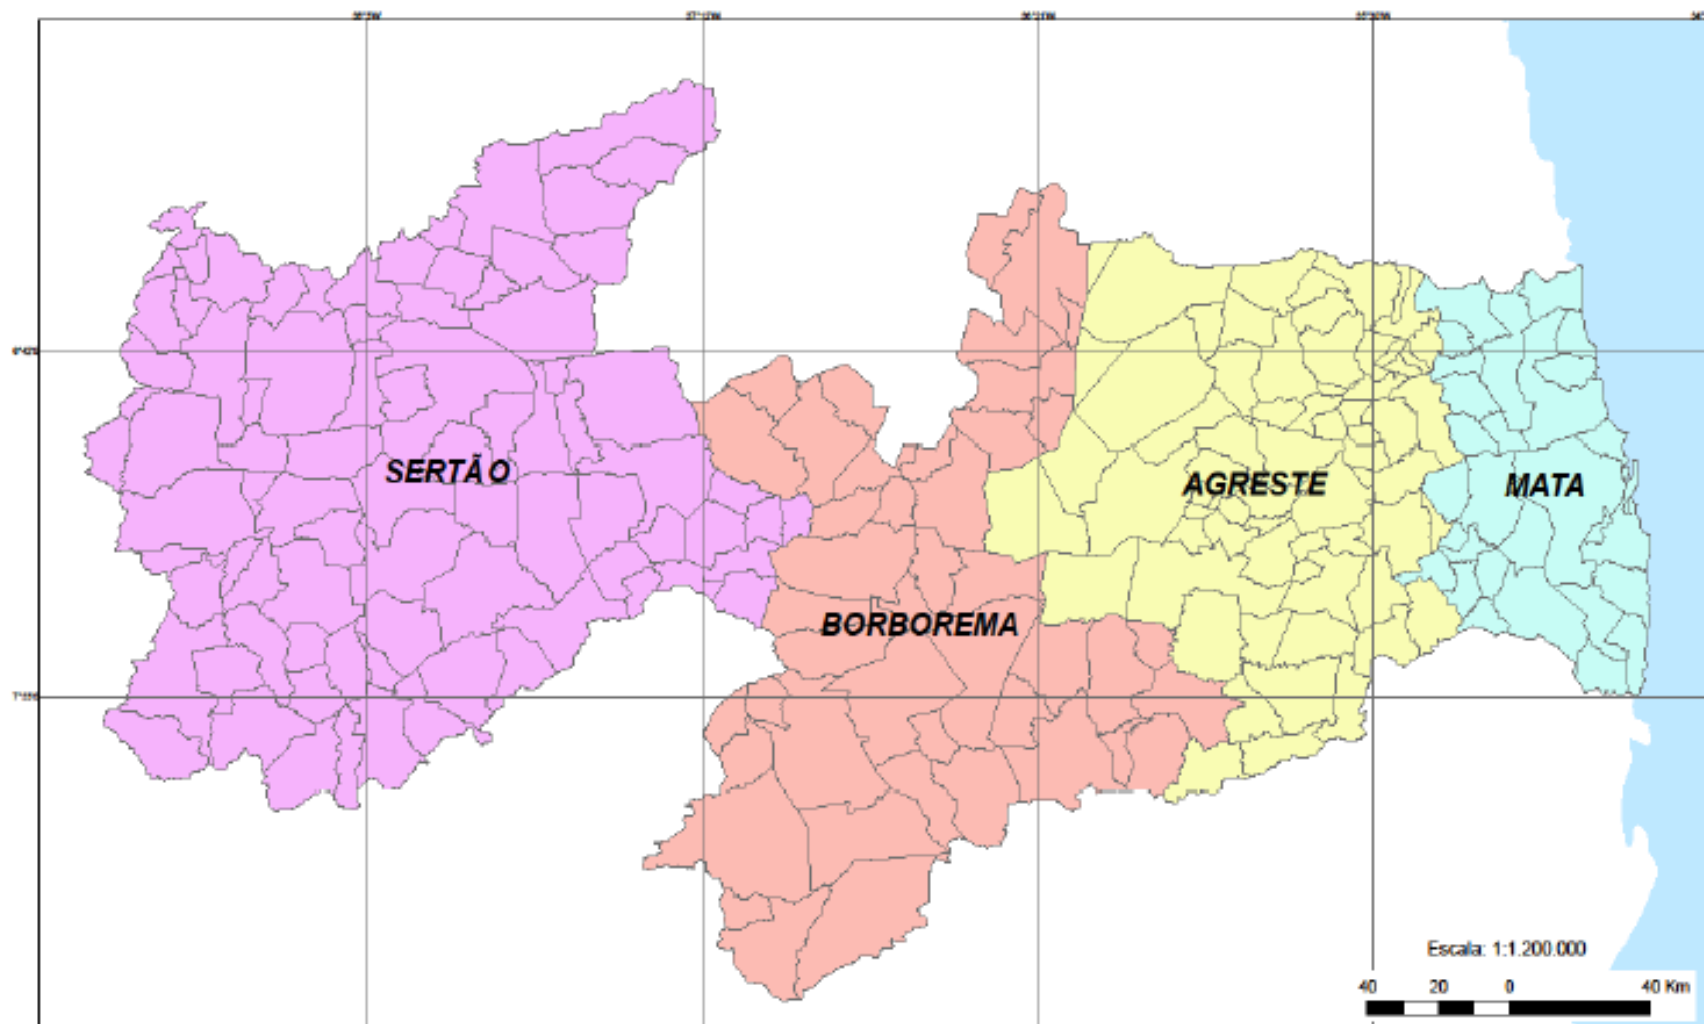 SERTÃO
AGRESTE
MATA
BORBOREMA
Escala: 1:1.200.000
40 20 0 40 Km